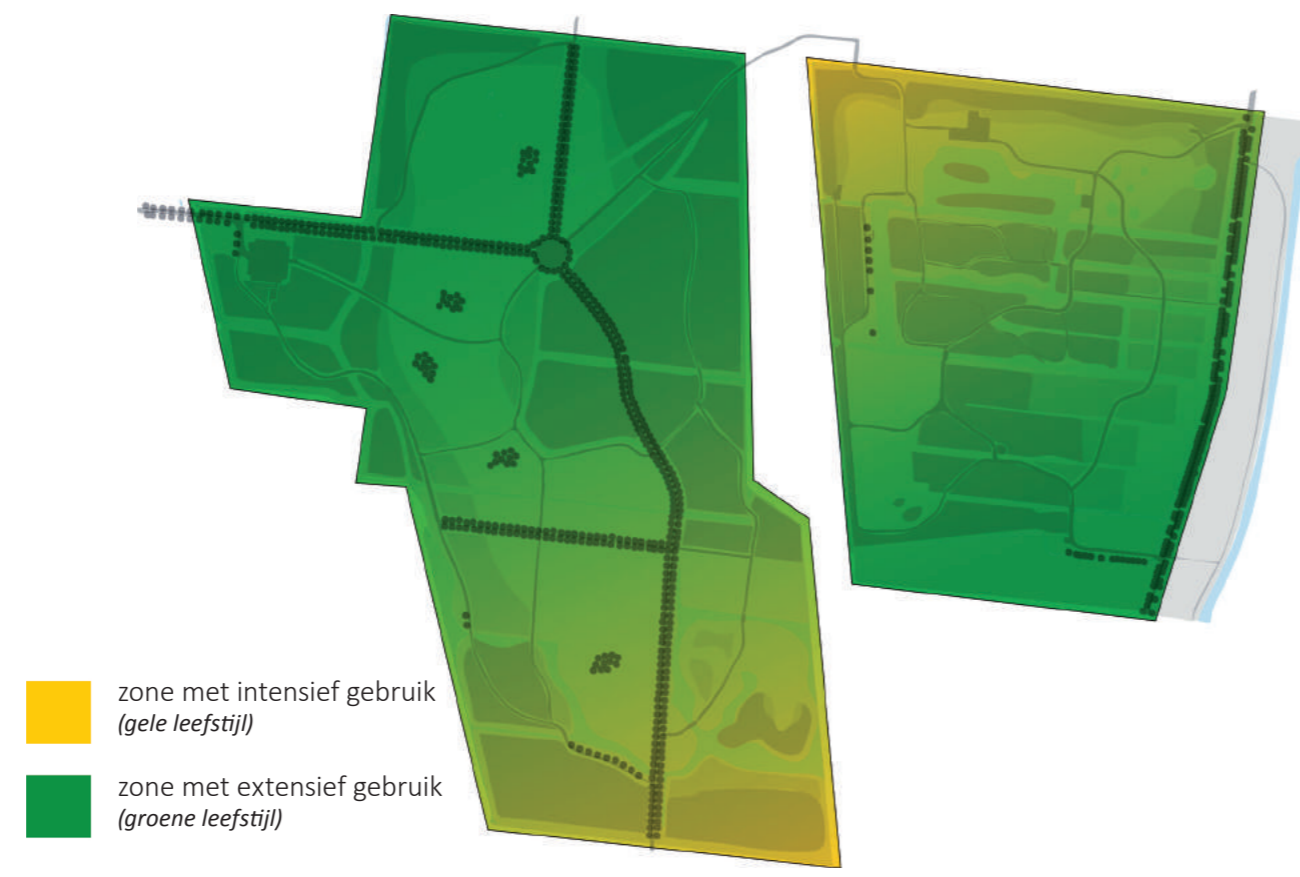 zone met intensief gebruik
(gele leefstijl)
zone met extensief gebruik
(groene leefstijl)